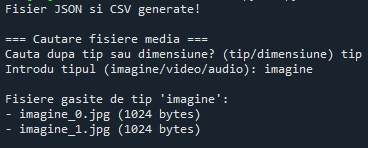 Fisier JSON si CSV generate!

=== Cautare fisiere media ===
Cauta dupa tip sau dimensiune? (tip/dimensiune) tip
Introdu tipul (imagine/video/audio): imagine

Fisiere gasite de tip 'imagine':
- imagine_0.jpg (1024 bytes)
- imagine_1.jpg (1024 bytes)